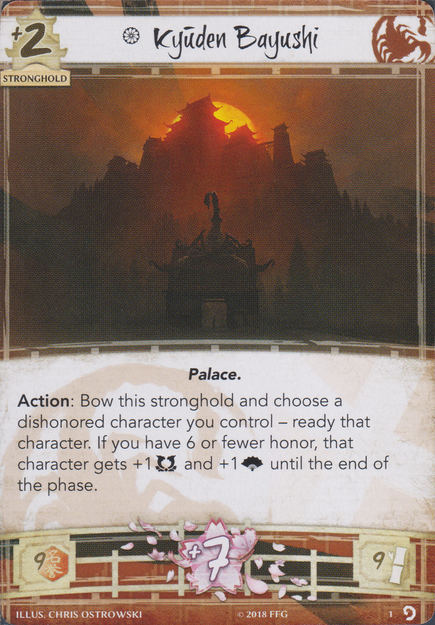 +2
Kyūden Bayushi
STRONGHOLD
Palace.
Action: Bow this stronghold and choose a
dishonored character you control – ready that
character. If you have 6 or fewer honor, that
character gets +1 and +1 until the end of
the phase.
9
+7
9
ILLUS. CHRIS OSTROWSKI
© 2018 FFG
1